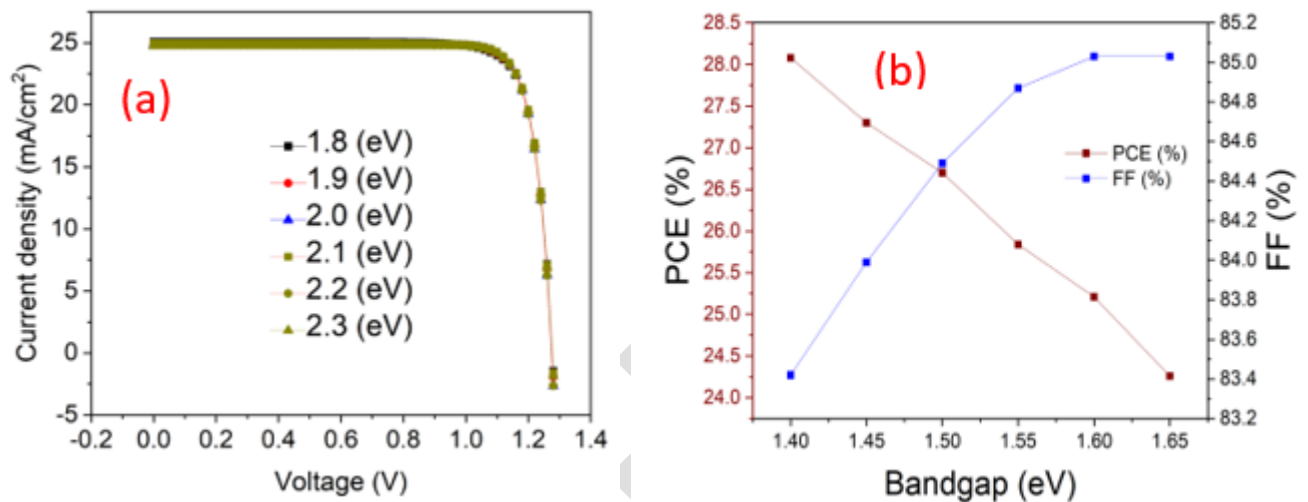 (a)
Current density (mA/cm²)
25
20
15
10
5
0
-5
1.8 (eV)
1.9 (eV)
2.0 (eV)
2.1 (eV)
2.2 (eV)
2.3 (eV)
-0.2 0.0 0.2 0.4 0.6 0.8 1.0 1.2 1.4
Voltage (V)
(b)
PCE (%)
28.5
28.0
27.5
27.0
26.5
26.0
25.5
25.0
24.5
24.0
PCE (%)
FF (%)
85.2
85.0
84.8
84.6
84.4
84.2
84.0
83.8
83.6
83.4
83.2
FF (%)
1.40 1.45 1.50 1.55 1.60 1.65
Bandgap (eV)